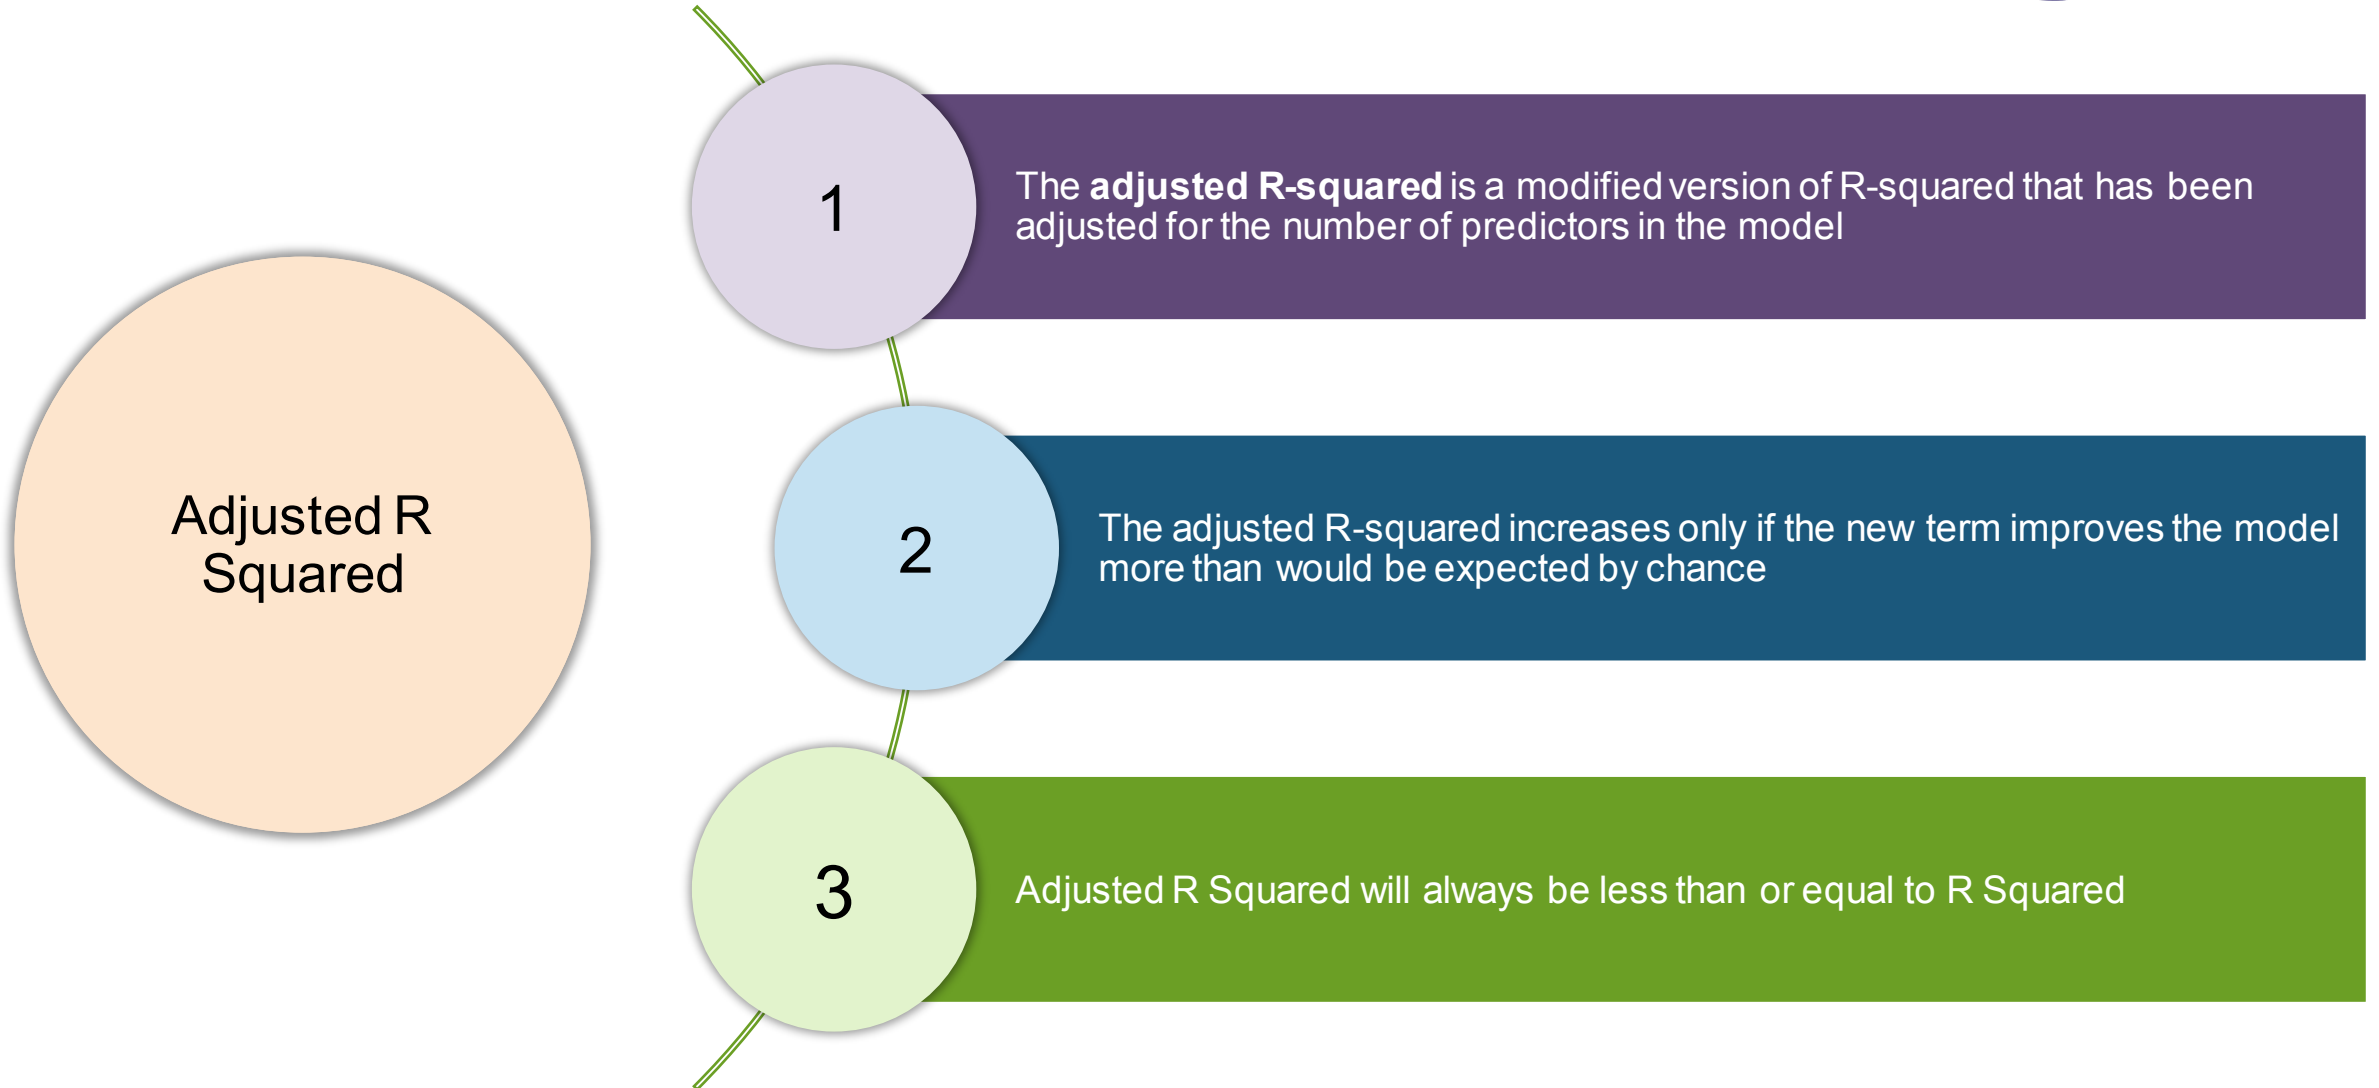 Adjusted R
Squared
1
The adjusted R-squared is a modified version of R-squared that has been
adjusted for the number of predictors in the model
2
The adjusted R-squared increases only if the new term improves the model
more than would be expected by chance
3
Adjusted R Squared will always be less than or equal to R Squared